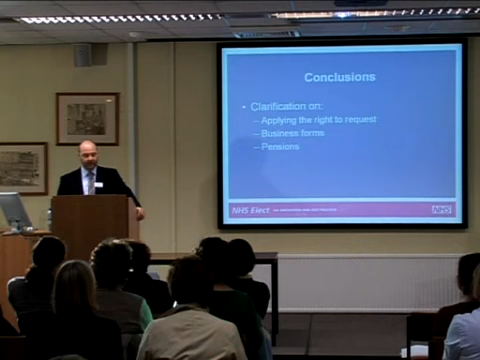 Conclusions
• Clarification on:
– Applying the right to request
– Business forms
– Pensions
NHS Elect
NHS